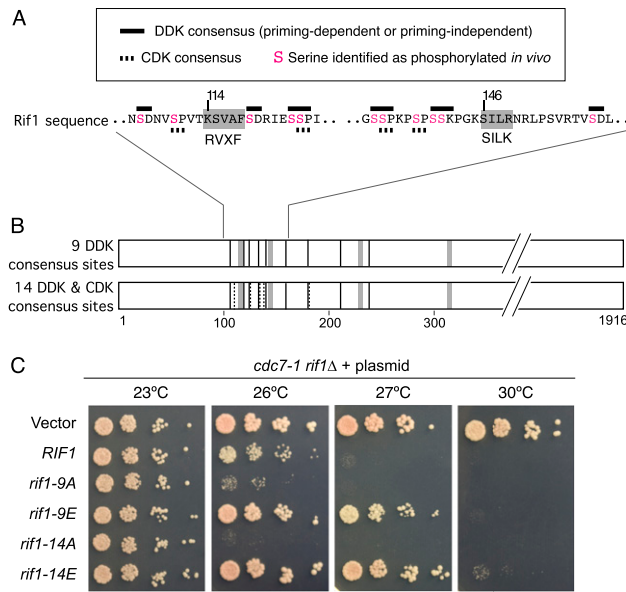 A
DDK consensus (priming-dependent or priming-independent)
CDK consensus S Serine identified as phosphorylated in vivo
114 146
Rif1 sequence ..NSDNVSPVTKSVAFSDRIESSPI.. ..GSSPKPSPSSKPGKSILRNRLPSVRTVSDL..
RVXF SILK
B
9 DDK
consensus sites
14 DDK & CDK
consensus sites
1 100 200 300 1916
C
cdc7-1 rif1Δ + plasmid
23ºC 26ºC 27ºC 30ºC
Vector
RIF1
rif1-9A
rif1-9E
rif1-14A
rif1-14E